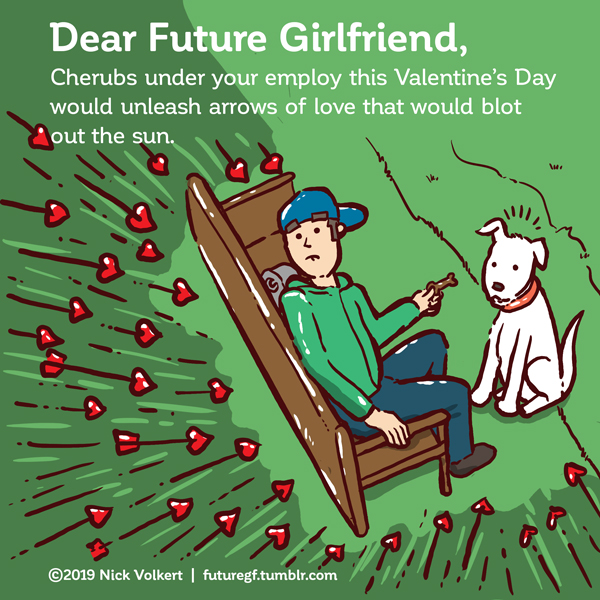 Dear Future Girlfriend,
Cherubs under your employ this Valentine's Day
would unleash arrows of love that would blot
out the sun.
©2019 Nick Volkert | futuregf.tumblr.com